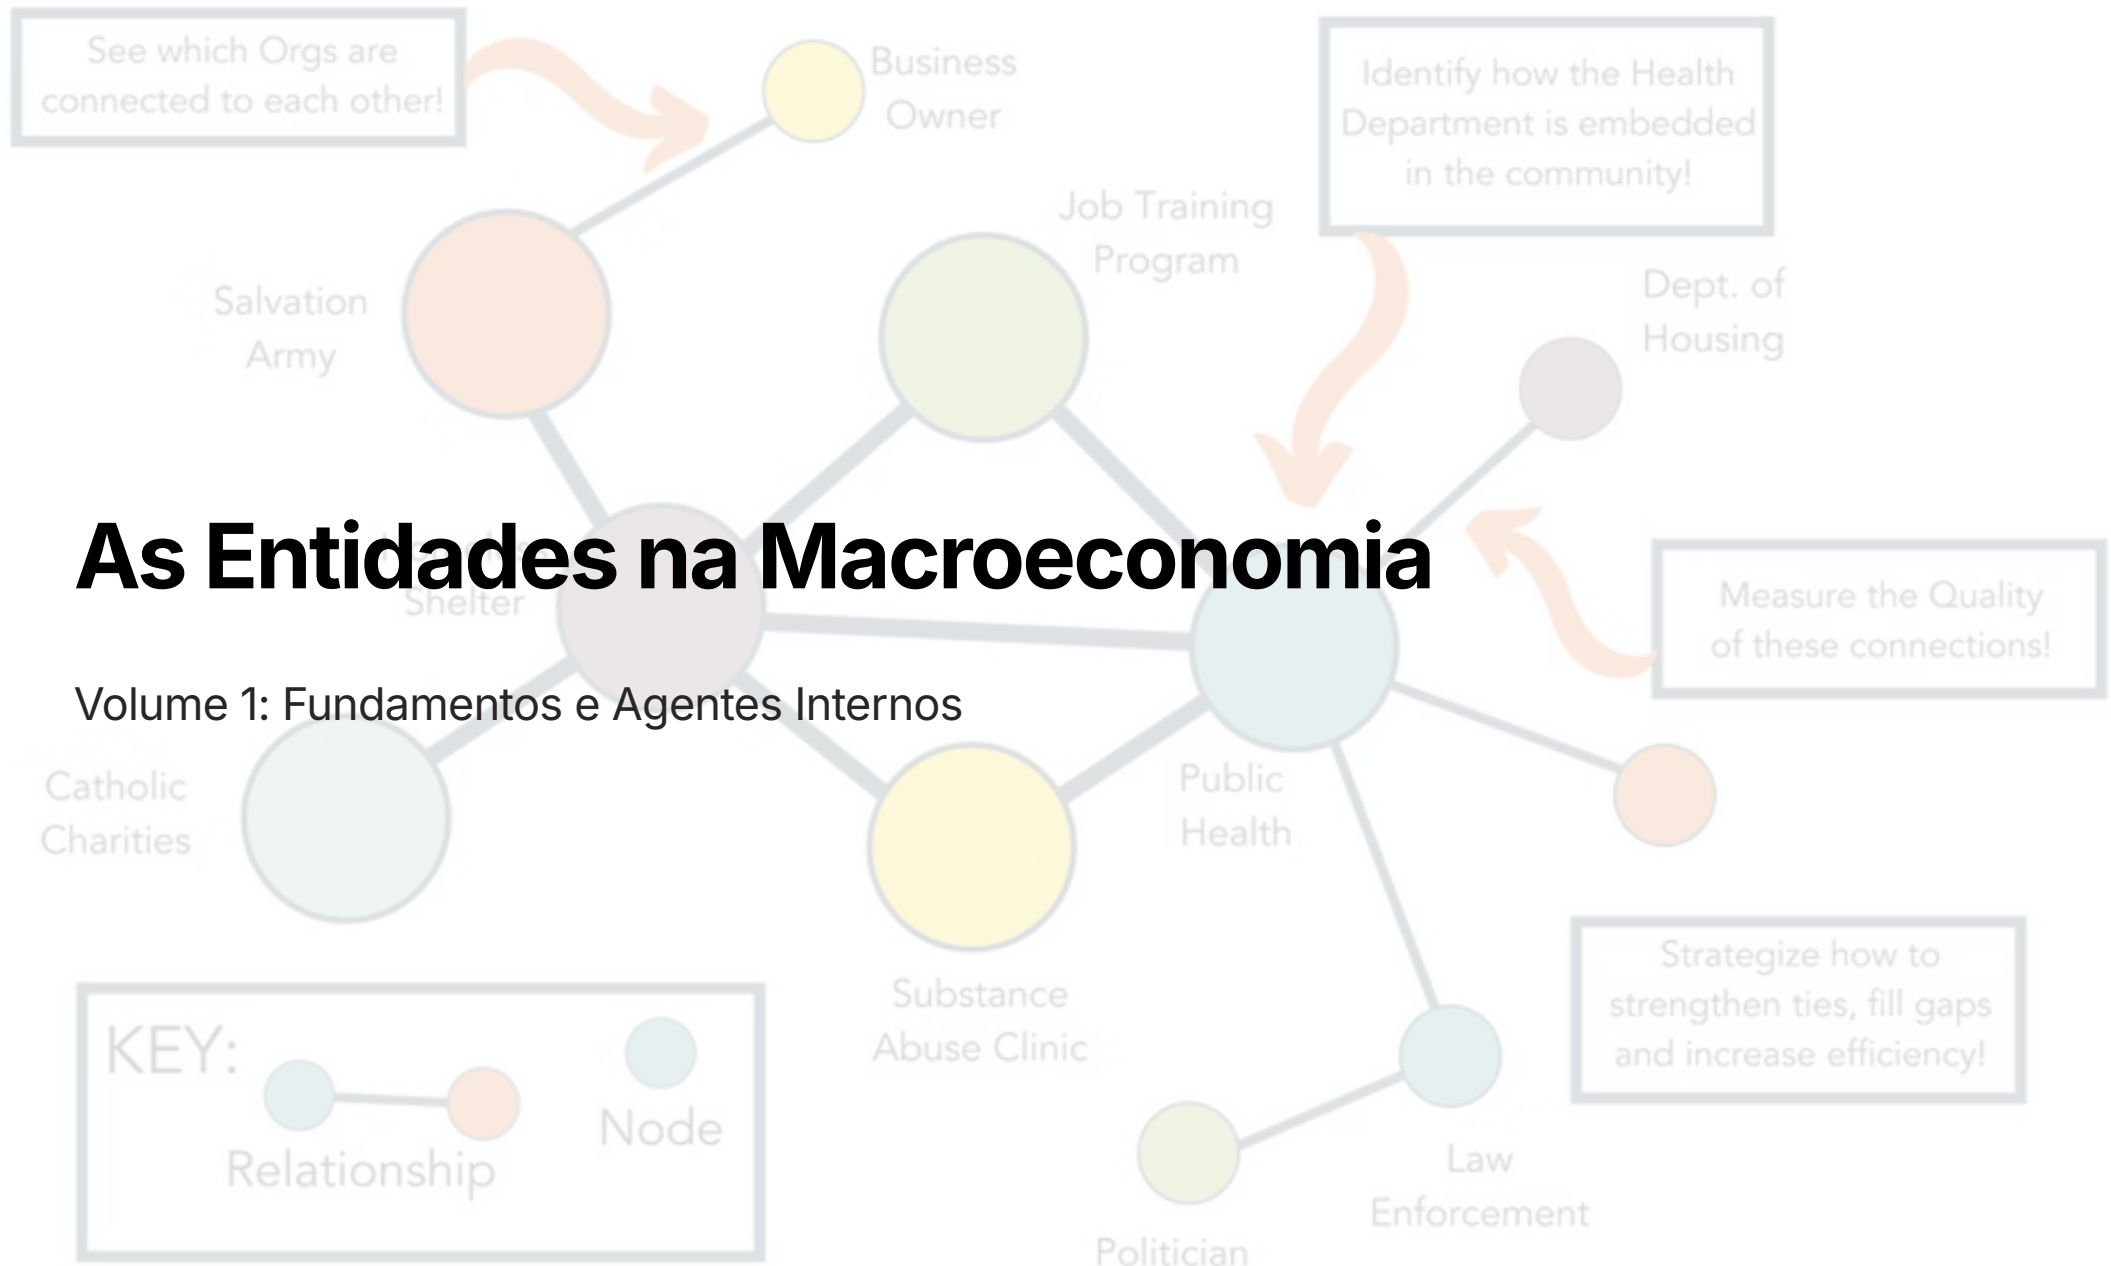 See which Orgs are
connected to each other!
Business
Owner
Identify how the Health
Department is embedded
in the community!
Job Training
Program
Salvation
Army
Dept. of
Housing
As Entidades na Macroeconomia
Shelter
Measure the Quality
of these connections!
Volume 1: Fundamentos e Agentes Internos
Catholic
Charities
Public
Health
Substance
Abuse Clinic
Strategize how to
strengthen ties, fill gaps
and increase efficiency!
KEY:
Node
Relationship
Law
Enforcement
Politician